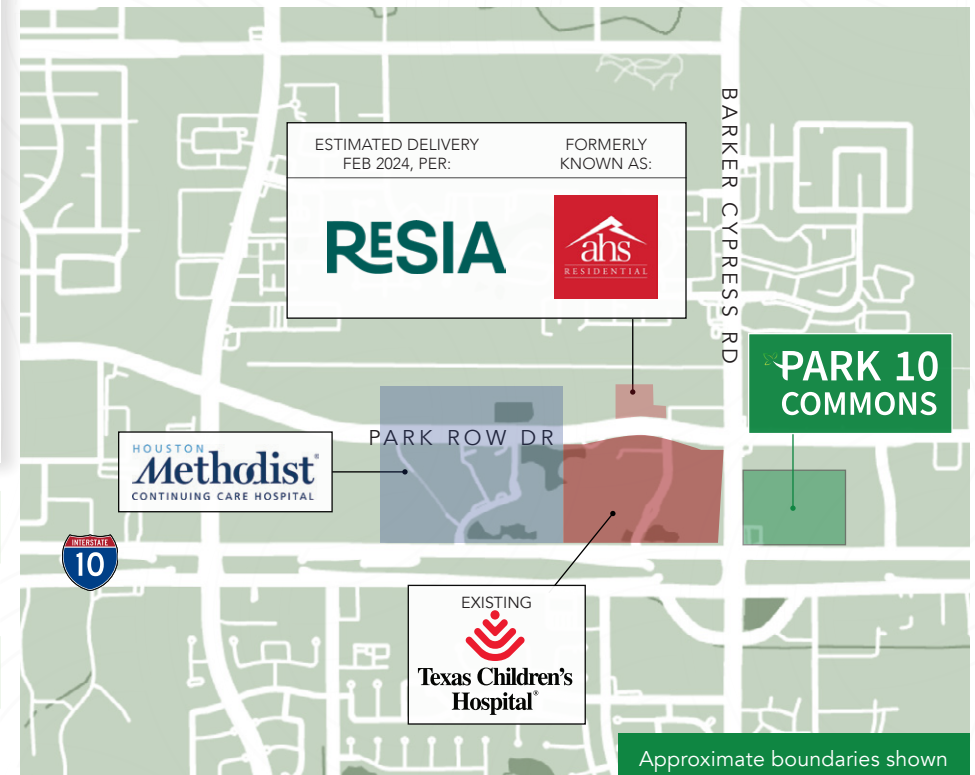 ESTIMATED DELIVERY
FEB 2024, PER:
RESIA
FORMERLY
KNOWN AS:
ahs
RESIDENTIAL
BARKER CYPRESS RD
PARK 10
COMMONS
PARK ROW DR
HOUSTON
Methodist®
CONTINUING CARE HOSPITAL
INTERSTATE
10
EXISTING
Texas Children's
Hospital®
Approximate boundaries shown